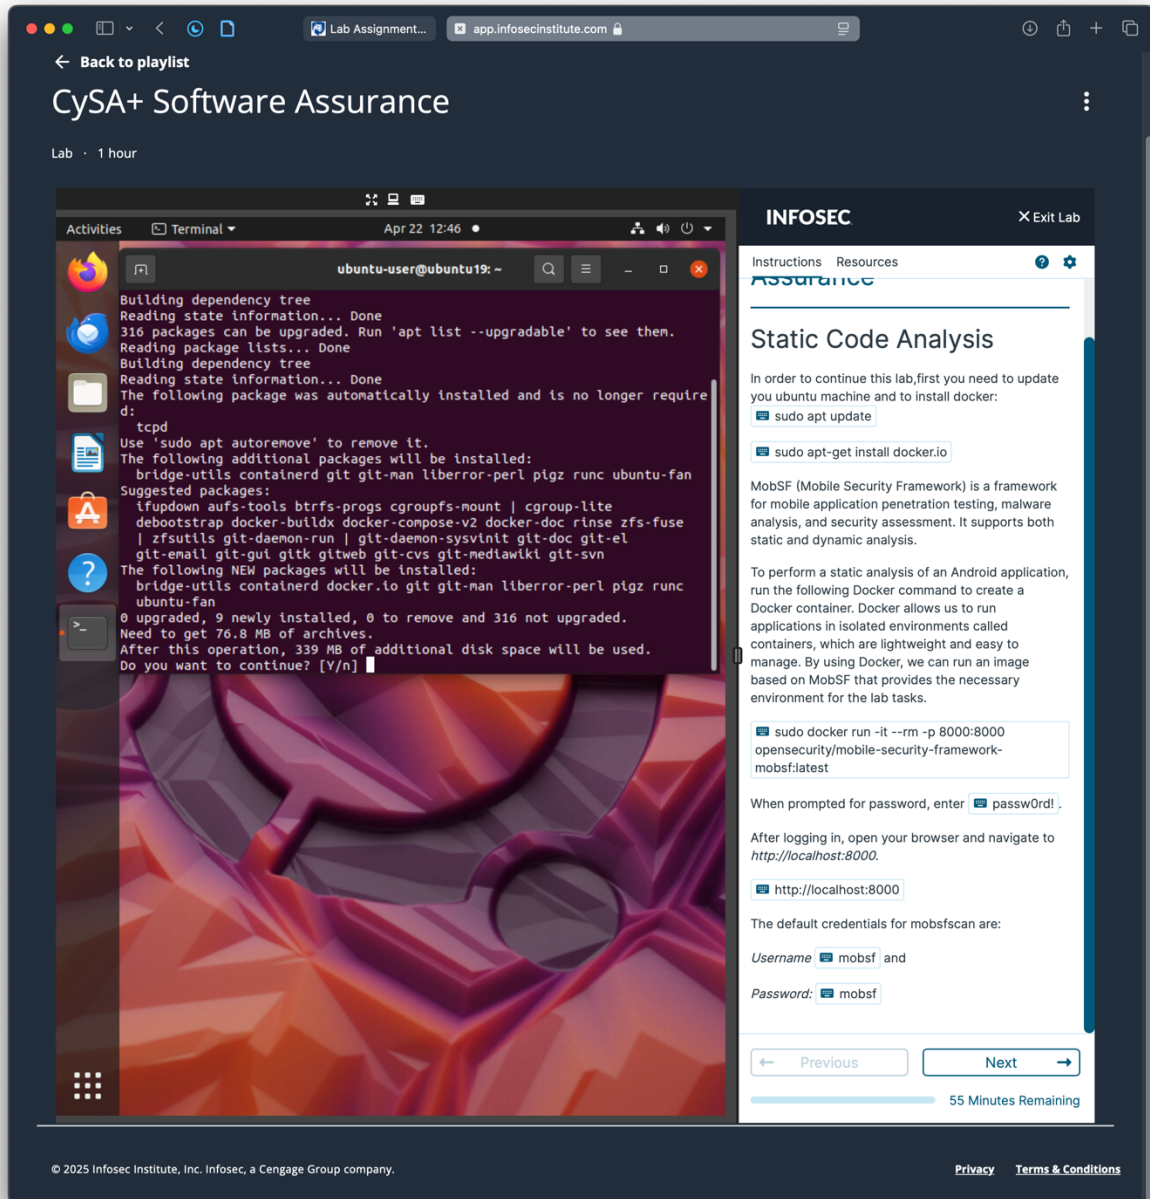 Lab Assignment...
app.infosecinstitute.com
← Back to playlist
CySA+ Software Assurance
Lab · 1 hour
Activities
Terminal
Apr 22 12:46
ubuntu-user@ubuntu19: ~
Building dependency tree
Reading state information... Done
316 packages can be upgraded. Run 'apt list --upgradable' to see them.
Reading package lists... Done
Building dependency tree
Reading state information... Done
The following package was automatically installed and is no longer require
d:
  tcpd
Use 'sudo apt autoremove' to remove it.
The following additional packages will be installed:
  bridge-utils containerd git git-man liberror-perl pigz runc ubuntu-fan
Suggested packages:
  ifupdown aufs-tools btrfs-progs cgroupfs-mount | cgroup-lite
  debootstrap docker-buildx docker-compose-v2 docker-doc rinse zfs-fuse
  | zfsutils git-daemon-run | git-daemon-sysvinit git-doc git-el
  git-email git-gui gitk gitweb git-cvs git-mediawiki git-svn
The following NEW packages will be installed:
  bridge-utils containerd docker.io git git-man liberror-perl pigz runc
  ubuntu-fan
0 upgraded, 9 newly installed, 0 to remove and 316 not upgraded.
Need to get 76.8 MB of archives.
After this operation, 339 MB of additional disk space will be used.
Do you want to continue? [Y/n]
INFOSEC
Exit Lab
Instructions
Resources
Assurance
Static Code Analysis
In order to continue this lab,first you need to update
you ubuntu machine and to install docker:
sudo apt update
sudo apt-get install docker.io
MobSF (Mobile Security Framework) is a framework
for mobile application penetration testing, malware
analysis, and security assessment. It supports both
static and dynamic analysis.
To perform a static analysis of an Android application,
run the following Docker command to create a
Docker container. Docker allows us to run
applications in isolated environments called
containers, which are lightweight and easy to
manage. By using Docker, we can run an image
based on MobSF that provides the necessary
environment for the lab tasks.
sudo docker run -it --rm -p 8000:8000
opensecurity/mobile-security-framework-
mobsf:latest
When prompted for password, enter passw0rd! .
After logging in, open your browser and navigate to
http://localhost:8000.
http://localhost:8000
The default credentials for mobsfscan are:
Username mobsf and
Password: mobsf
← Previous
Next →
55 Minutes Remaining
© 2025 Infosec Institute, Inc. Infosec, a Cengage Group company.
Privacy
Terms & Conditions